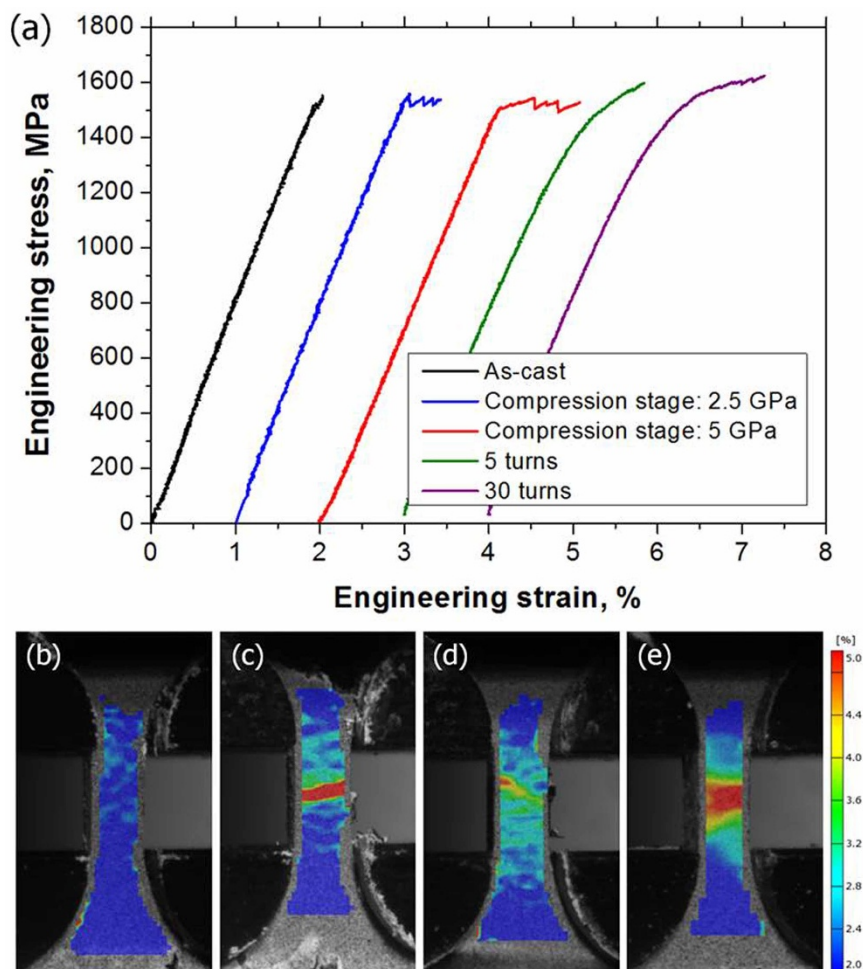 (a)
1800
1600
1400
1200
1000
800
600
400
200
0
Engineering stress, MPa
As-cast
Compression stage: 2.5 GPa
Compression stage: 5 GPa
5 turns
30 turns
0 1 2 3 4 5 6 7 8
Engineering strain, %
(b) (c) (d) (e)
[%]
5.0
4.4
4.0
3.6
3.2
2.8
2.4
2.0